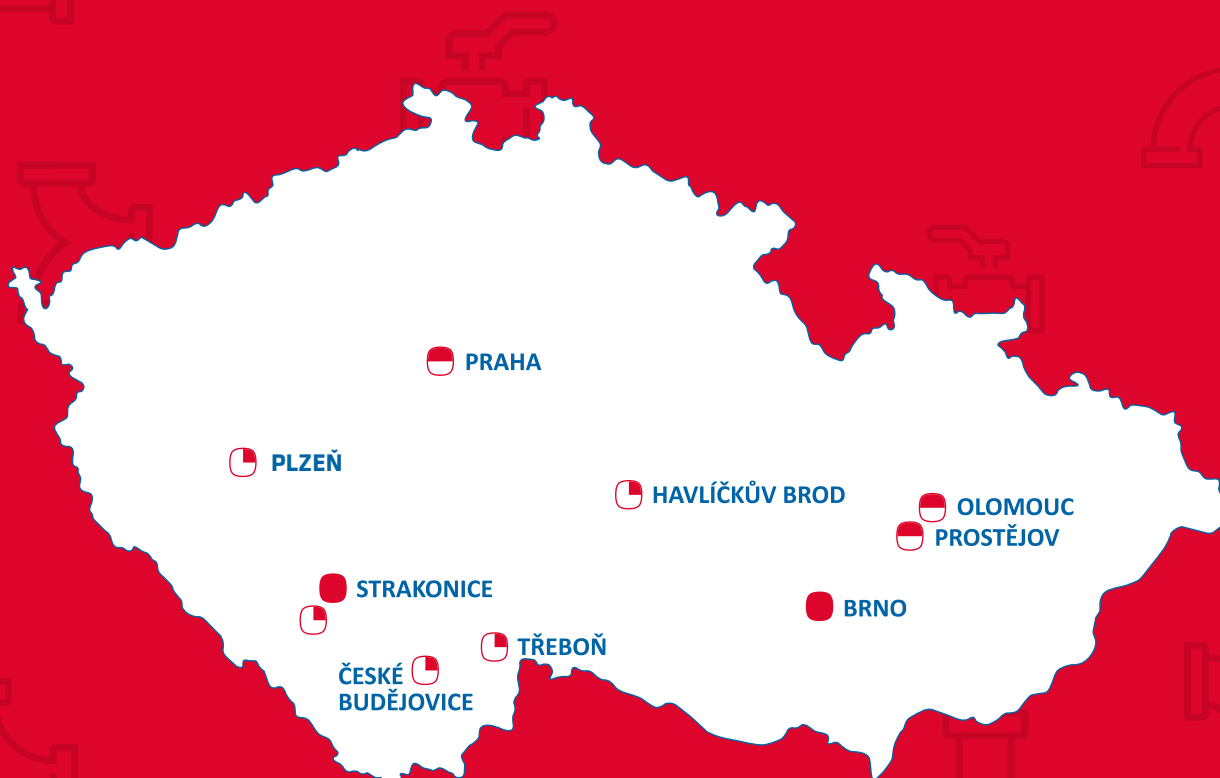 PRAHA
PLZEŇ
HAVLÍČKŮV BROD
OLOMOUC
PROSTĚJOV
STRAKONICE
BRNO
TŘEBOŇ
ČESKÉ
BUDĚJOVICE